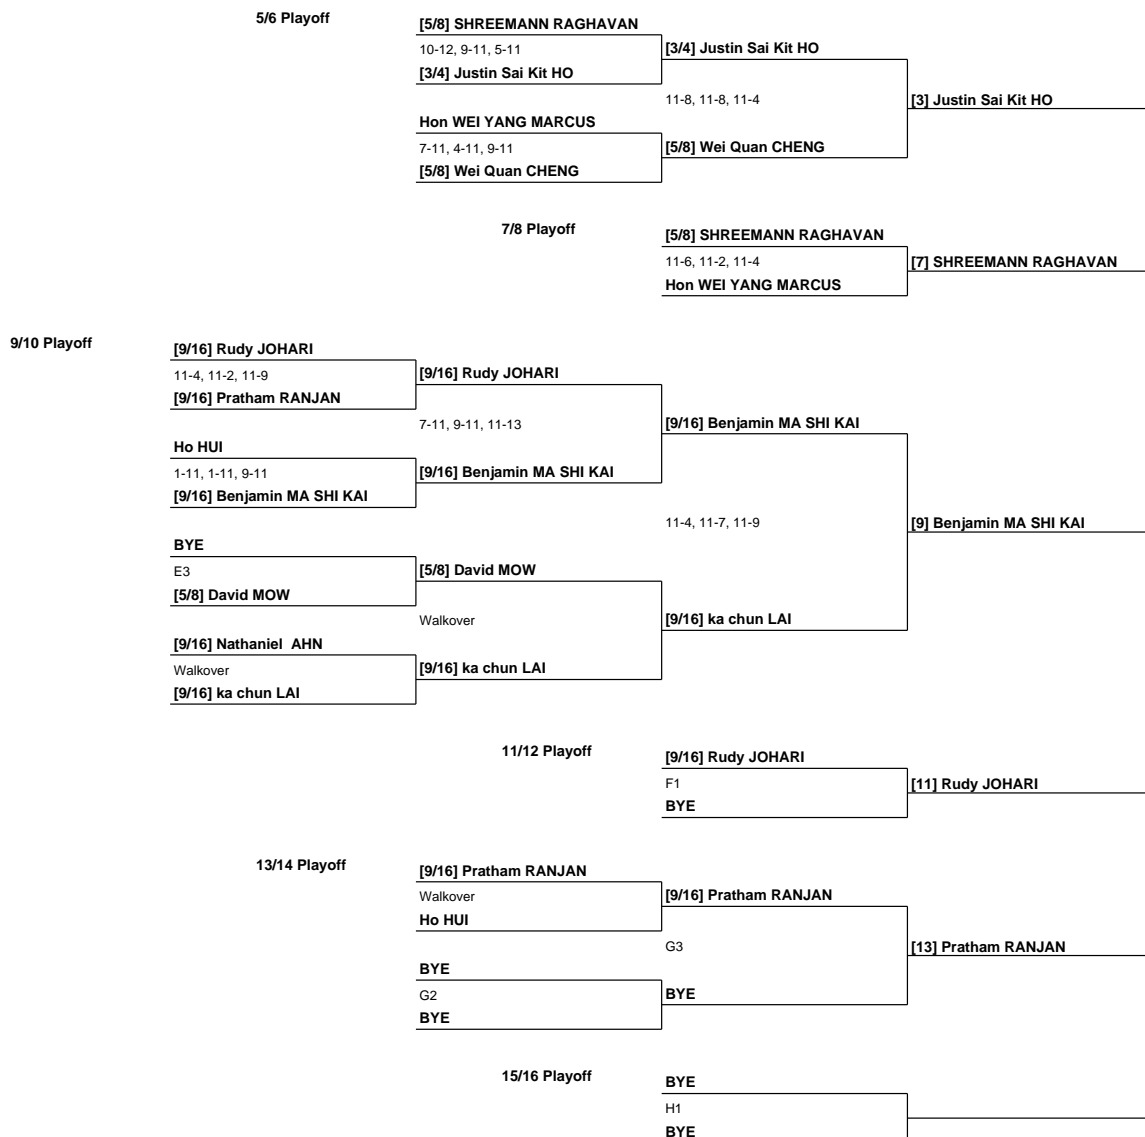 5/6 Playoff
[5/8] SHREEMANN RAGHAVAN
10-12, 9-11, 5-11
[3/4] Justin Sai Kit HO
[3/4] Justin Sai Kit HO
11-8, 11-8, 11-4
[3] Justin Sai Kit HO
Hon WEI YANG MARCUS
7-11, 4-11, 9-11
[5/8] Wei Quan CHENG
[5/8] Wei Quan CHENG
7/8 Playoff
[5/8] SHREEMANN RAGHAVAN
11-6, 11-2, 11-4
[7] SHREEMANN RAGHAVAN
Hon WEI YANG MARCUS
9/10 Playoff
[9/16] Rudy JOHARI
11-4, 11-2, 11-9
[9/16] Rudy JOHARI
[9/16] Pratham RANJAN
7-11, 9-11, 11-13
[9/16] Benjamin MA SHI KAI
Ho HUI
1-11, 1-11, 9-11
[9/16] Benjamin MA SHI KAI
[9/16] Benjamin MA SHI KAI
11-4, 11-7, 11-9
[9] Benjamin MA SHI KAI
BYE
E3
[5/8] David MOW
[5/8] David MOW
Walkover
[9/16] ka chun LAI
[9/16] Nathaniel  AHN
Walkover
[9/16] ka chun LAI
[9/16] ka chun LAI
11/12 Playoff
[9/16] Rudy JOHARI
F1
[11] Rudy JOHARI
BYE
13/14 Playoff
[9/16] Pratham RANJAN
Walkover
[9/16] Pratham RANJAN
Ho HUI
G3
[13] Pratham RANJAN
BYE
G2
BYE
BYE
15/16 Playoff
BYE
H1
BYE